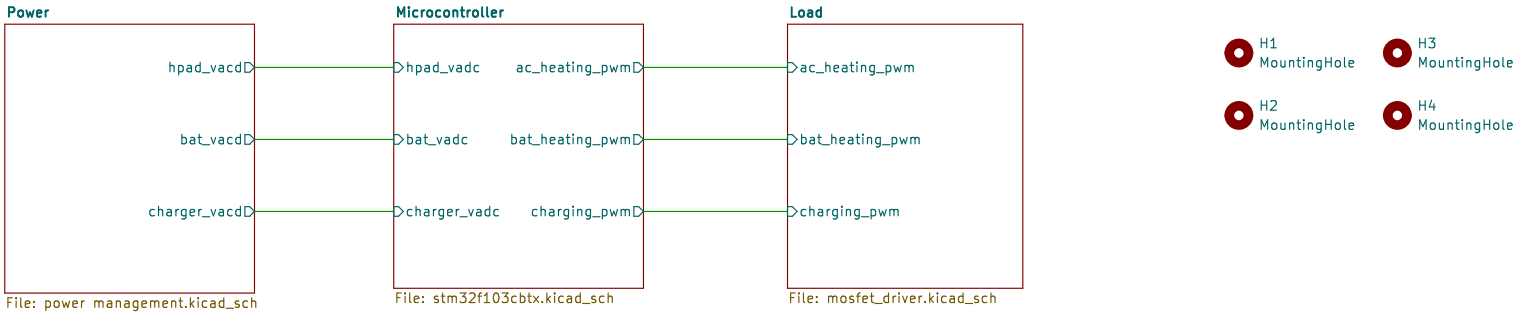 Power
hpad_vacd
bat_vacd
charger_vacd
File: power management.kicad_sch
Microcontroller
hpad_vadc
ac_heating_pwm
bat_vadc
bat_heating_pwm
charger_vadc
charging_pwm
File: stm32f103cbtx.kicad_sch
Load
ac_heating_pwm
bat_heating_pwm
charging_pwm
File: mosfet_driver.kicad_sch
H1
MountingHole
H3
MountingHole
H2
MountingHole
H4
MountingHole